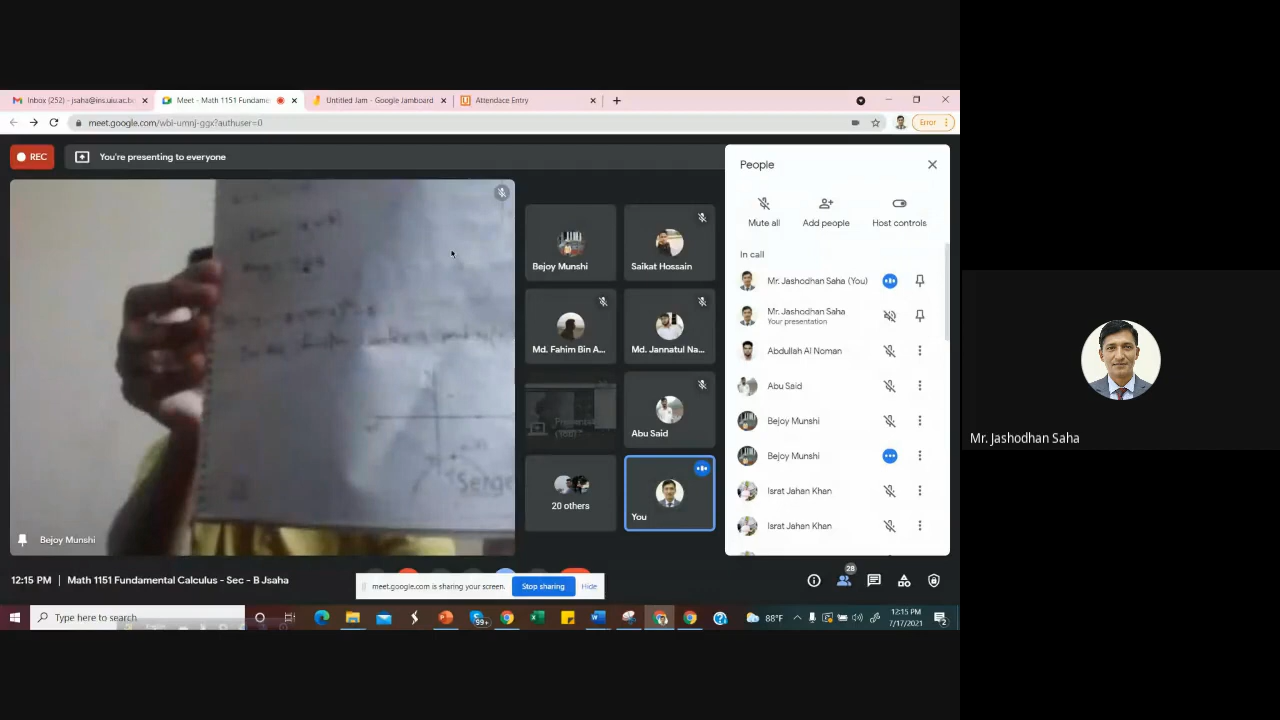 Inbox (252) - jsaha@ins.uiu.ac.b
Meet - Math 1151 Fundame
Untitled Jam - Google Jamboard
Attendace Entry
meet.google.com/wbi-umnj-ggx?authuser=0
Error
REC
You're presenting to everyone
People
Mute all
Add people
Host controls
In call
Mr. Jashodhan Saha (You)
Mr. Jashodhan Saha
Your presentation
Abdullah Al Noman
Abu Said
Bejoy Munshi
Bejoy Munshi
Israt Jahan Khan
Israt Jahan Khan
Bejoy Munshi
Saikat Hossain
Md. Fahim Bin A...
Md. Jannatul Na...
Abu Said
20 others
You
Bejoy Munshi
12:15 PM | Math 1151 Fundamental Calculus - Sec - B Jsaha
meet.google.com is sharing your screen.
Stop sharing
Hide
28
Type here to search
99+
88°F
12:15 PM
7/17/2021
2
Mr. Jashodhan Saha